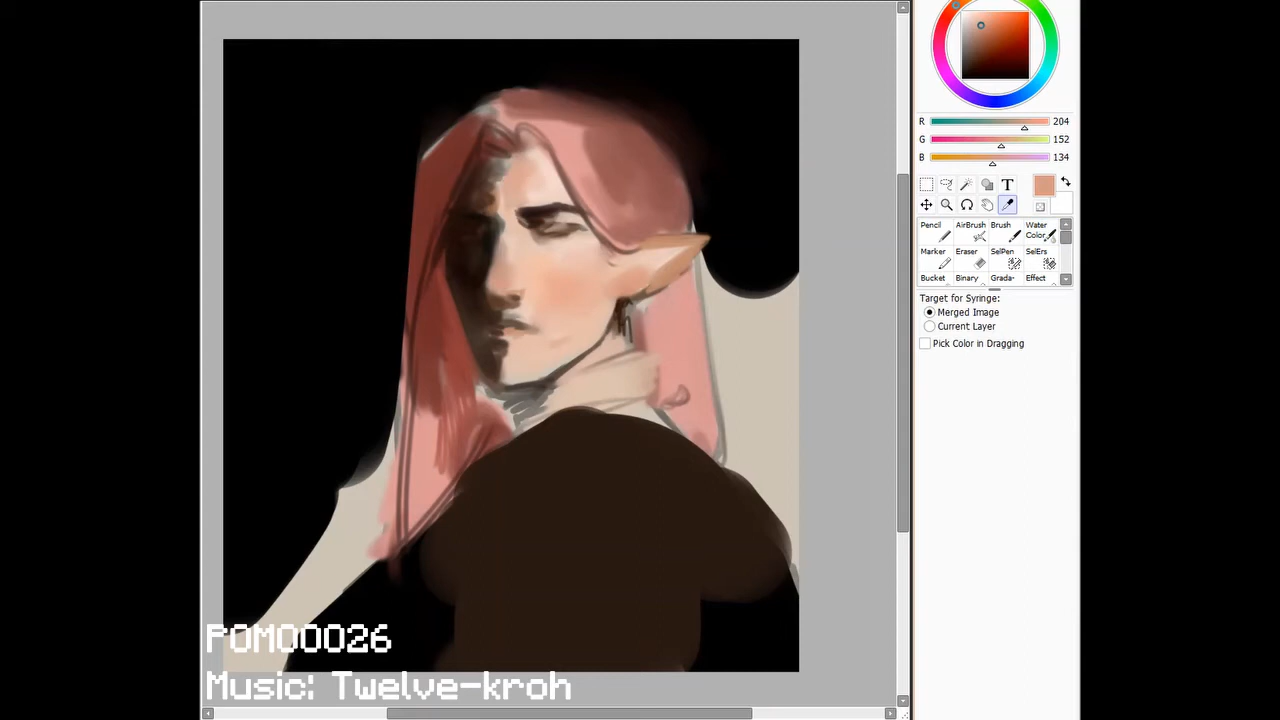 R 204
G 152
B 134
T
Pencil AirBrush Brush Water Color
Marker Eraser SelPen SelErs
Bucket Binary Grada- Effect
Target for Syringe:
Merged Image
Current Layer
Pick Color in Dragging
POM00026
Music: Twelve-kroh